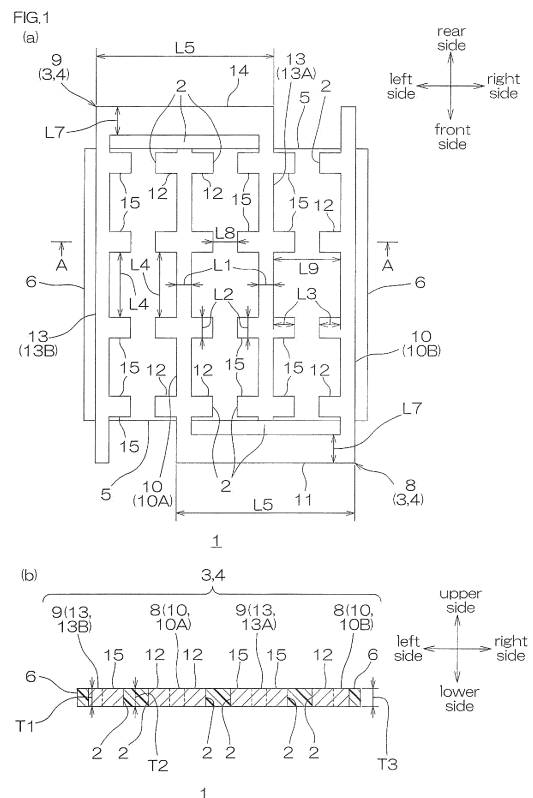 FIG.1
(a)
rear side
left side
right side
front side
9 (3,4)
L5
14
13 (13A)
2
5
2
L7
15
12
12
15
15
15
12
L8
A
A
6
L4
L1
L9
6
L4
L2
L3
13 (13B)
10 (10B)
15
15
15
12
12
12
15
L7
5
10 (10A)
2
11
8 (3,4)
L5
1
(b)
3,4
upper side
left side
right side
lower side
9(13, 13B)
8(10, 10A)
9(13, 13A)
8(10, 10B)
6
15
12
12
15
15
12
6
T1
2
2
T2
2
2
2
2
T3
1